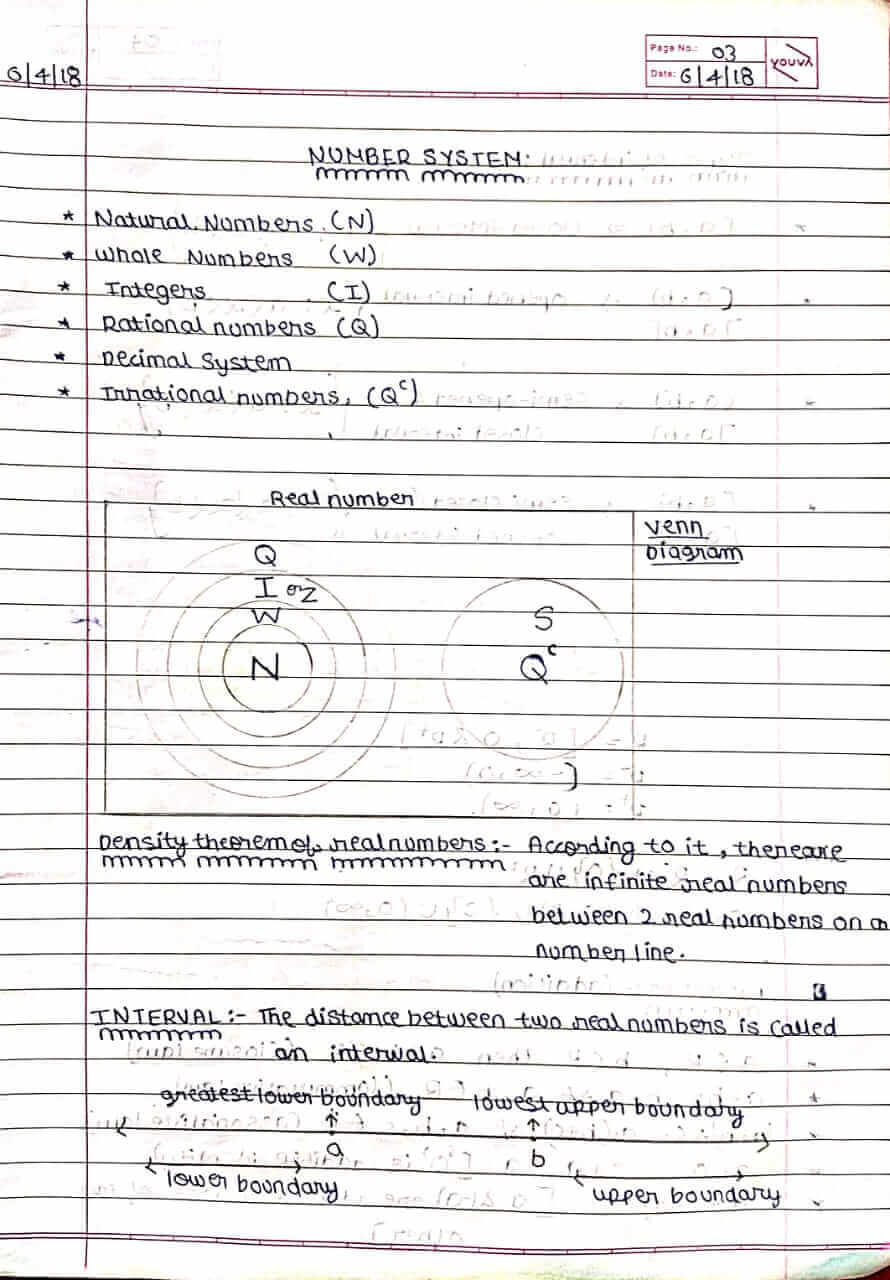 Page No.: 03
Date: 6/4/18
YOUVA
6/4/18
NUMBER SYSTEM:
* Natural Numbers. (N)
* Whole Numbers (W)
* Integers (I)
* Rational numbers (Q)
* Decimal System
* Irrational numbers, (Q^c)
Real number
Venn
Diagram
Q
I or Z
W
N
S
Q^c
Density theorem of real numbers:- According to it, thereare
are infinite real numbers
between 2 real numbers on a
number line.
INTERVAL:- The distance between two real numbers is called
an interval.
greatest lower boundary lowest upper boundary
a b
lower boundary upper boundary